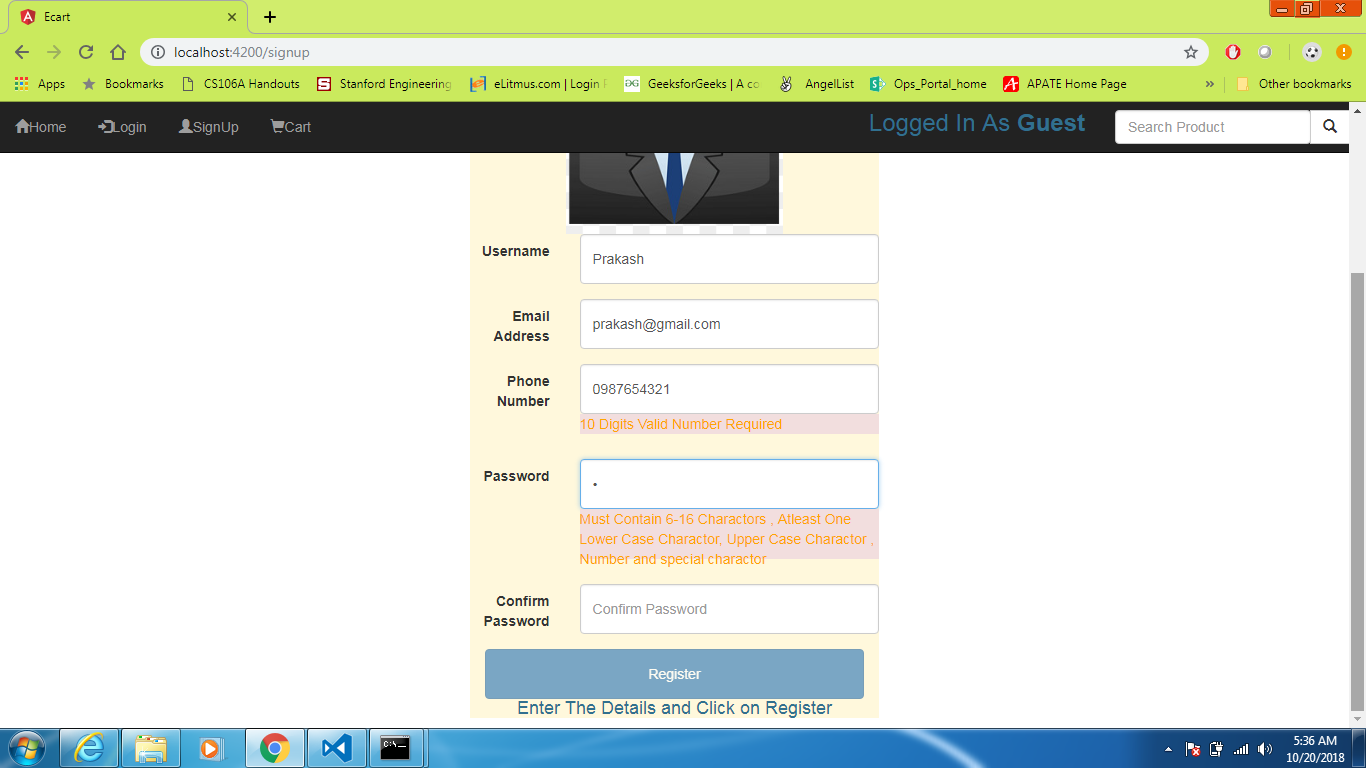 Ecart
localhost:4200/signup
Apps Bookmarks CS106A Handouts Stanford Engineering eLitmus.com | Login GeeksforGeeks | A co AngelList Ops_Portal_home APATE Home Page » Other bookmarks
Home Login SignUp Cart Logged In As Guest Search Product
Username Prakash
Email
Address
prakash@gmail.com
Phone
Number
0987654321
10 Digits Valid Number Required
Password
Must Contain 6-16 Charactors , Atleast One
Lower Case Charactor, Upper Case Charactor ,
Number and special charactor
Confirm
Password
Confirm Password
Register
Enter The Details and Click on Register
5:36 AM
10/20/2018